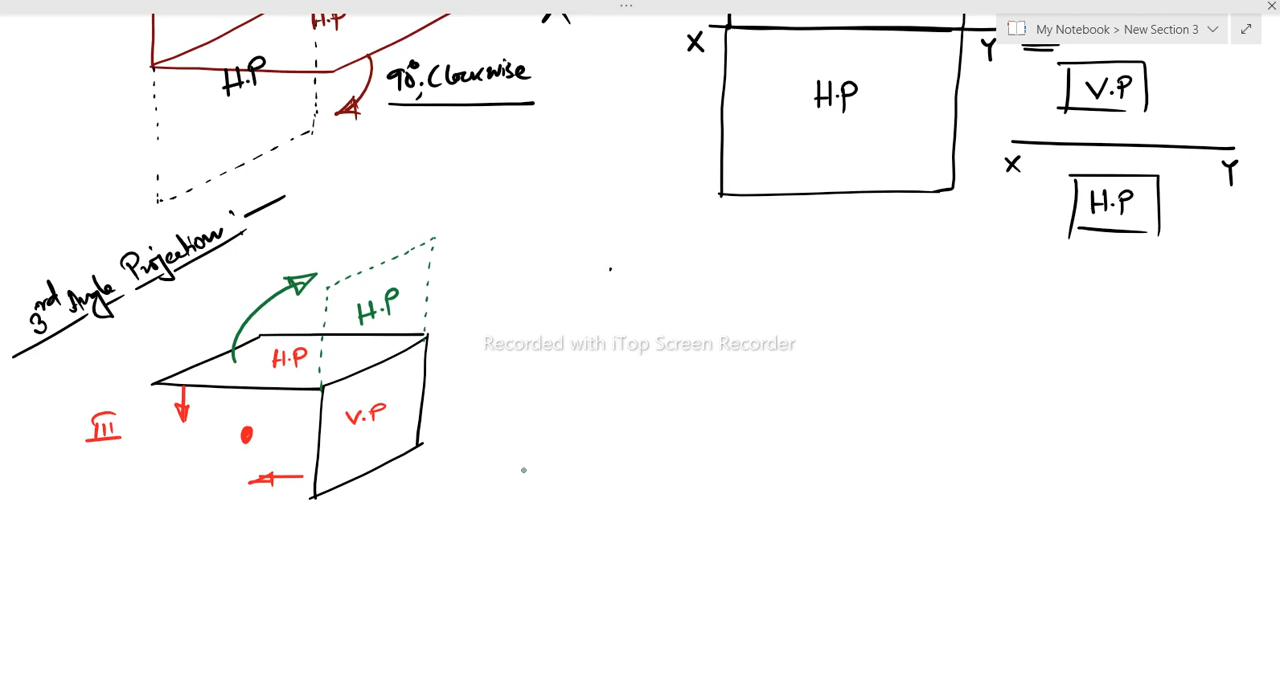 My Notebook > New Section 3
H.P
H.P
90°, Clockwise
X
Y
H.P
V.P
X
Y
H.P
3rd Angle Projection:
H.P
H.P
V.P
III
Recorded with iTop Screen Recorder